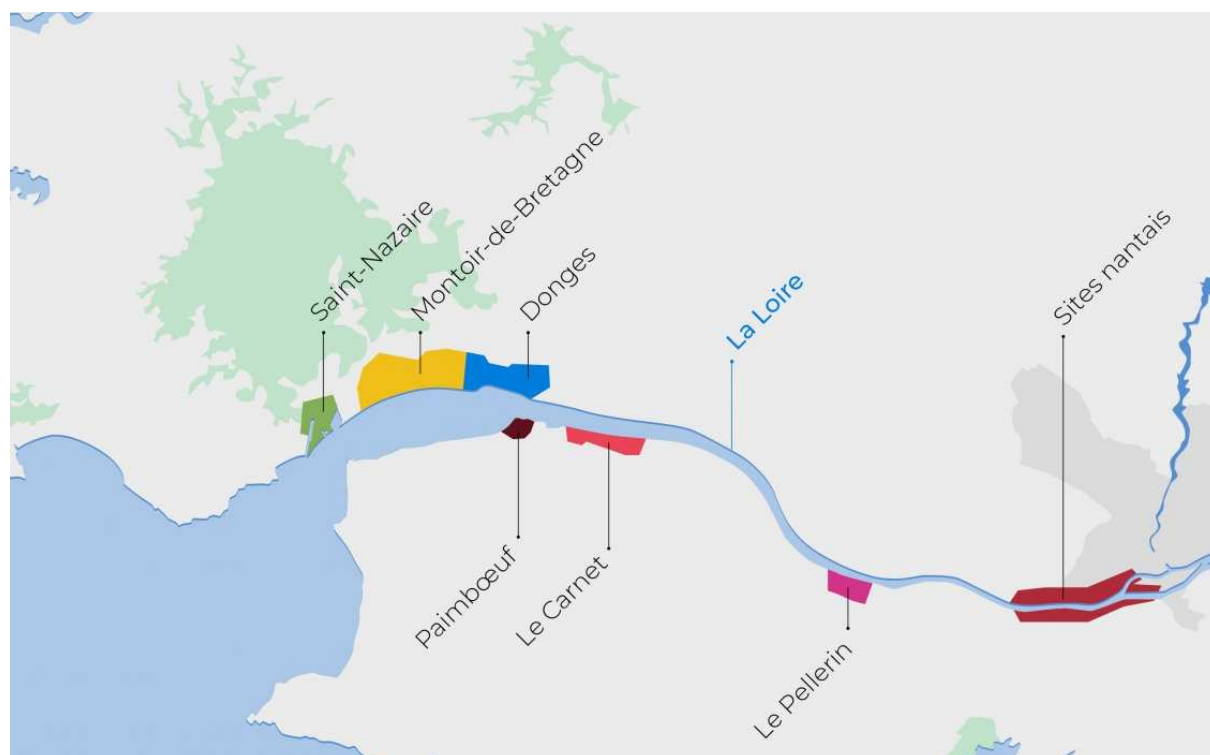 Saint-Nazaire
Montoir-de-Bretagne
Donges
La Loire
Sites nantais
Paimbœuf
Le Carnet
Le Pellerin